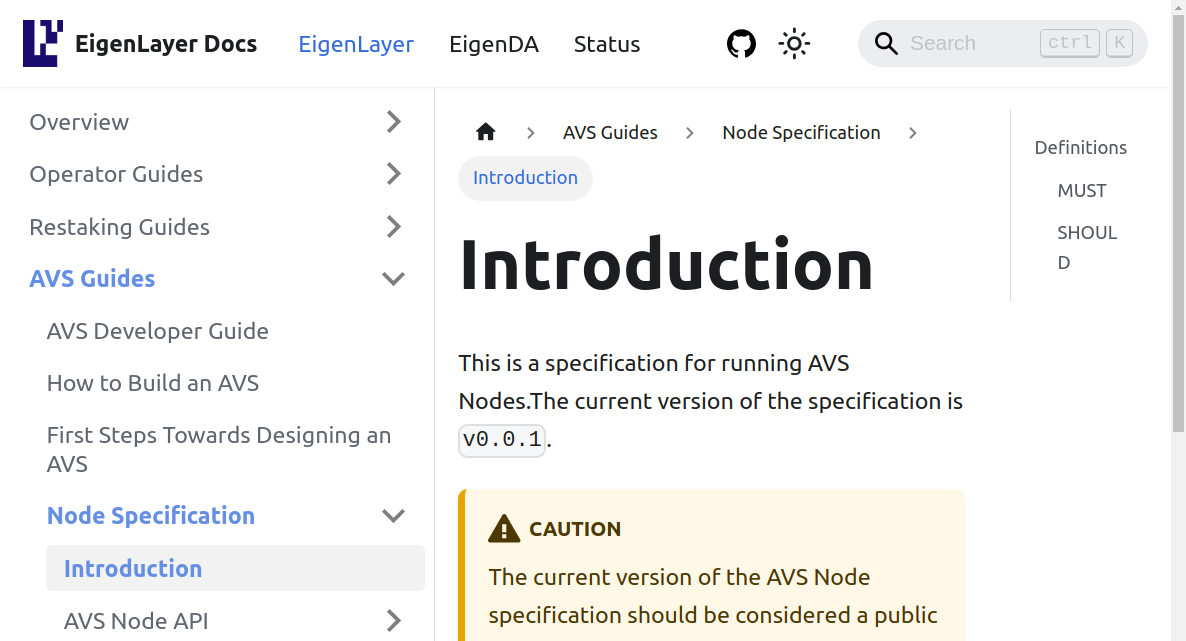 EigenLayer Docs EigenLayer EigenDA Status Search ctrl K
Overview
Operator Guides
Restaking Guides
AVS Guides
AVS Developer Guide
How to Build an AVS
First Steps Towards Designing an
AVS
Node Specification
Introduction
AVS Node API
AVS Guides Node Specification
Introduction
Introduction
This is a specification for running AVS
Nodes.The current version of the specification is
v0.0.1.
CAUTION
The current version of the AVS Node
specification should be considered a public
Definitions
MUST
SHOUL
D